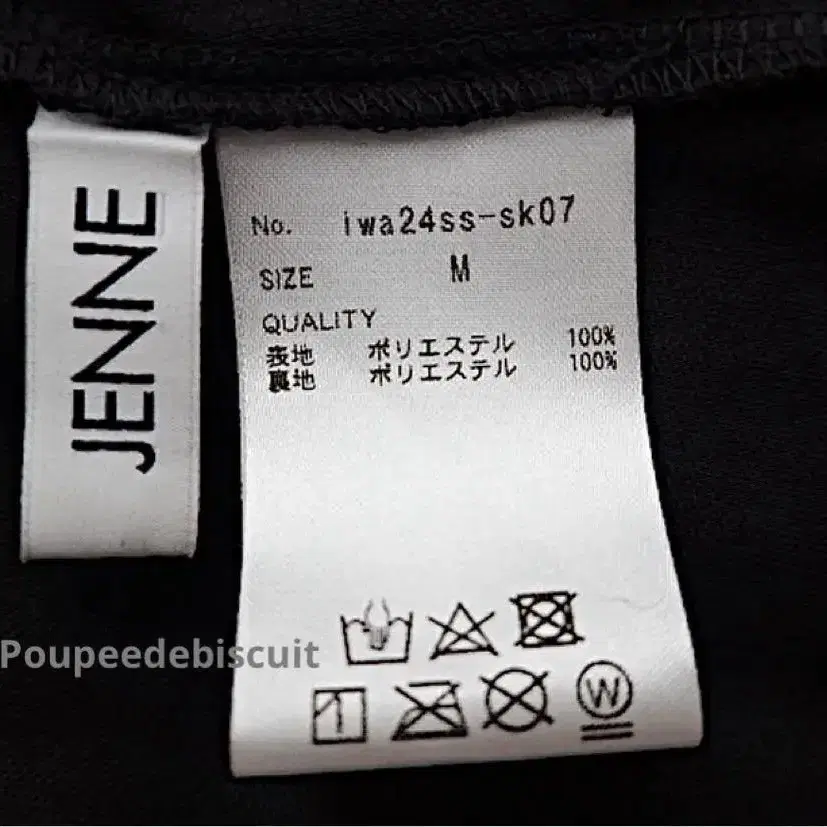 JENNE
No. iwa24ss-sk07
SIZE M
QUALITY
表地 ポリエステル 100%
裏地 ポリエステル 100%
Poupeedebiscuit
W